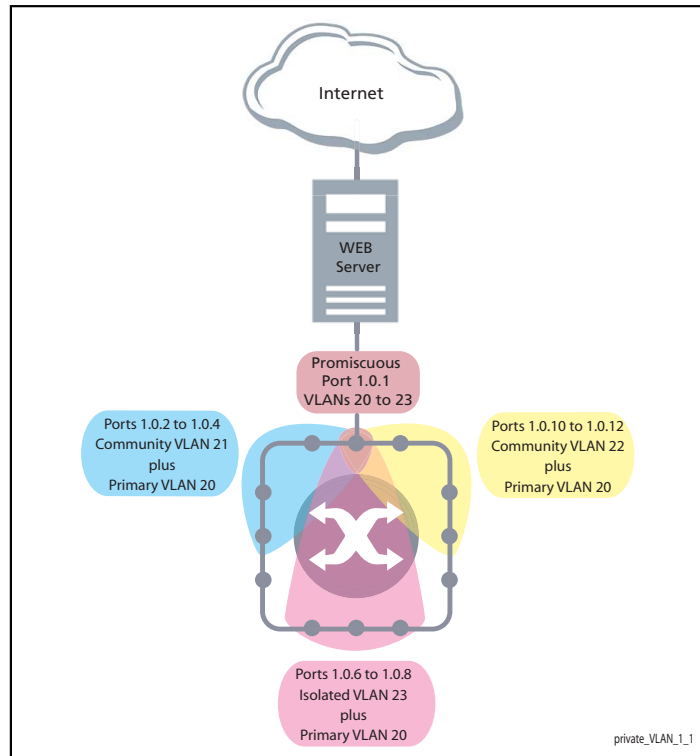 Internet
WEB
Server
Promiscuous
Port 1.0.1
VLANs 20 to 23
Ports 1.0.2 to 1.0.4
Community VLAN 21
plus
Primary VLAN 20
Ports 1.0.10 to 1.0.12
Community VLAN 22
plus
Primary VLAN 20
Ports 1.0.6 to 1.0.8
Isolated VLAN 23
plus
Primary VLAN 20
private_VLAN_1_1